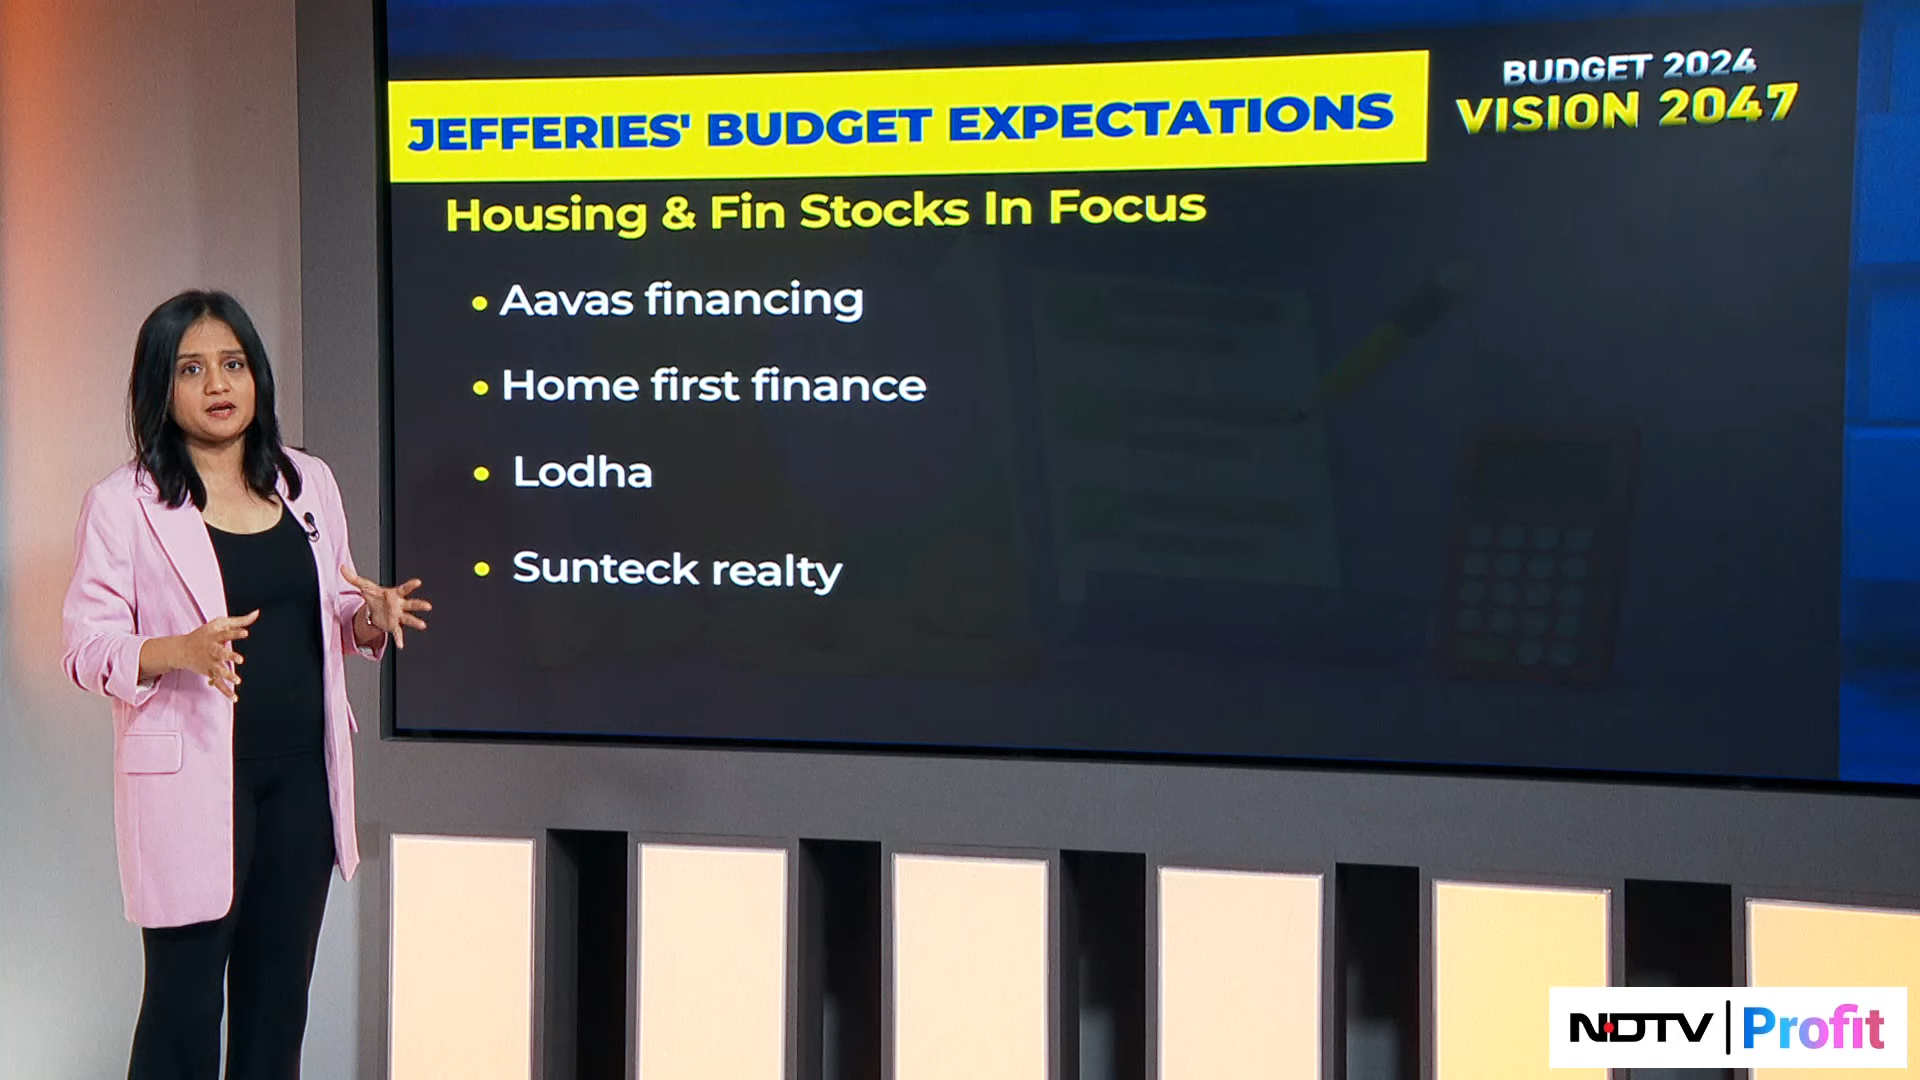 JEFFERIES' BUDGET EXPECTATIONS
BUDGET 2024
VISION 2047
Housing & Fin Stocks In Focus
• Aavas financing
• Home first finance
• Lodha
• Sunteck realty
NDTV | Profit